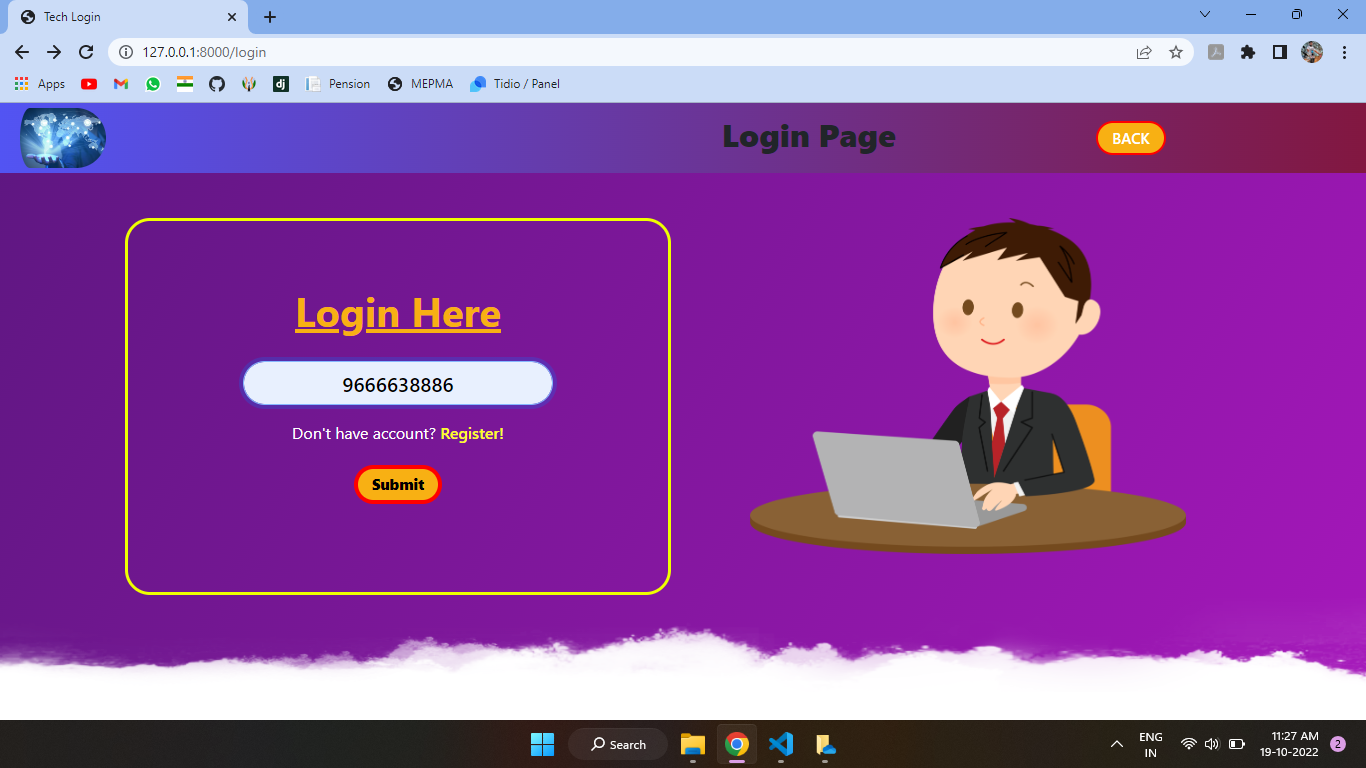 Tech Login
127.0.0.1:8000/login
Apps
dj
Pension
MEPMA
Tidio / Panel
Login Page
BACK
Login Here
9666638886
Don't have account? Register!
Submit
Search
ENG
IN
11:27 AM
19-10-2022
2